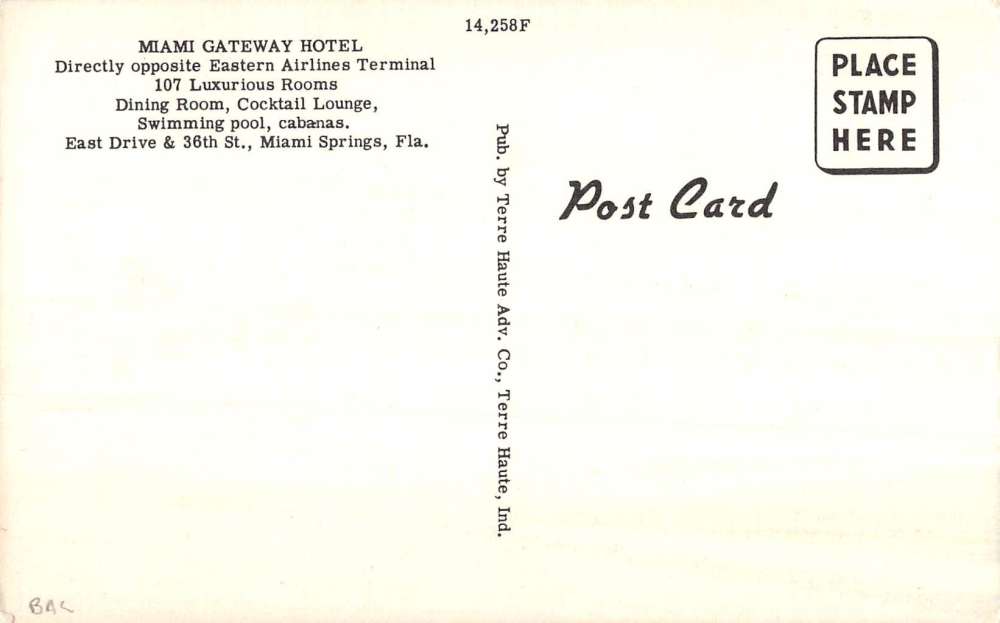 14,258F
MIAMI GATEWAY HOTEL
Directly opposite Eastern Airlines Terminal
107 Luxurious Rooms
Dining Room, Cocktail Lounge,
Swimming pool, cabanas.
East Drive & 36th St., Miami Springs, Fla.
Pub. by Terre Haute Adv. Co., Terre Haute, Ind.
PLACE
STAMP
HERE
Post Card